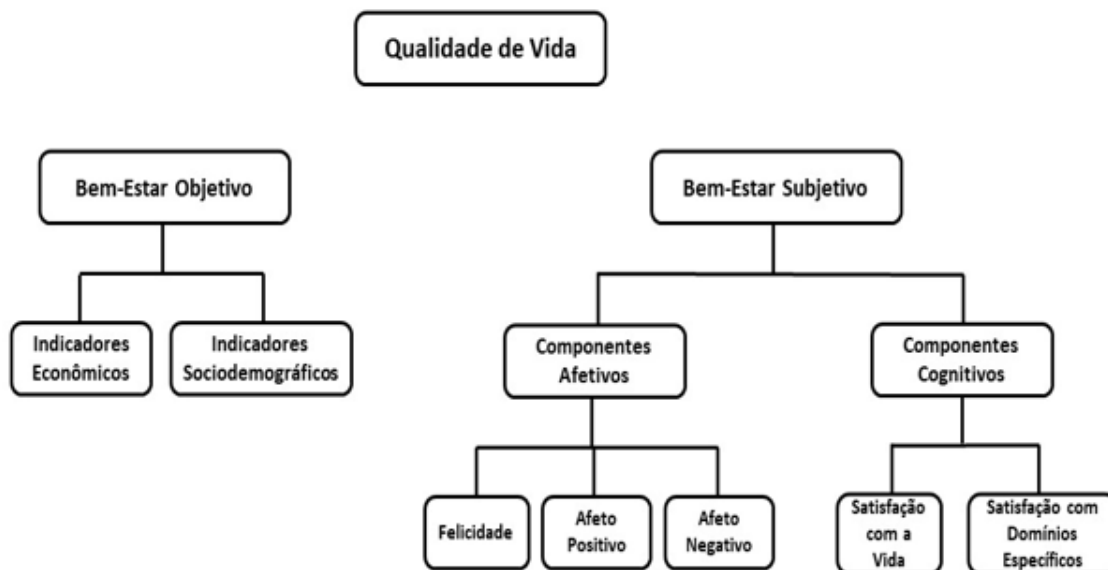 Qualidade de Vida
Bem-Estar Objetivo
Bem-Estar Subjetivo
Indicadores
Econômicos
Indicadores
Sociodemográficos
Componentes
Afetivos
Componentes
Cognitivos
Felicidade
Afeto
Positivo
Afeto
Negativo
Satisfação
com a
Vida
Satisfação com
Domínios
Específicos